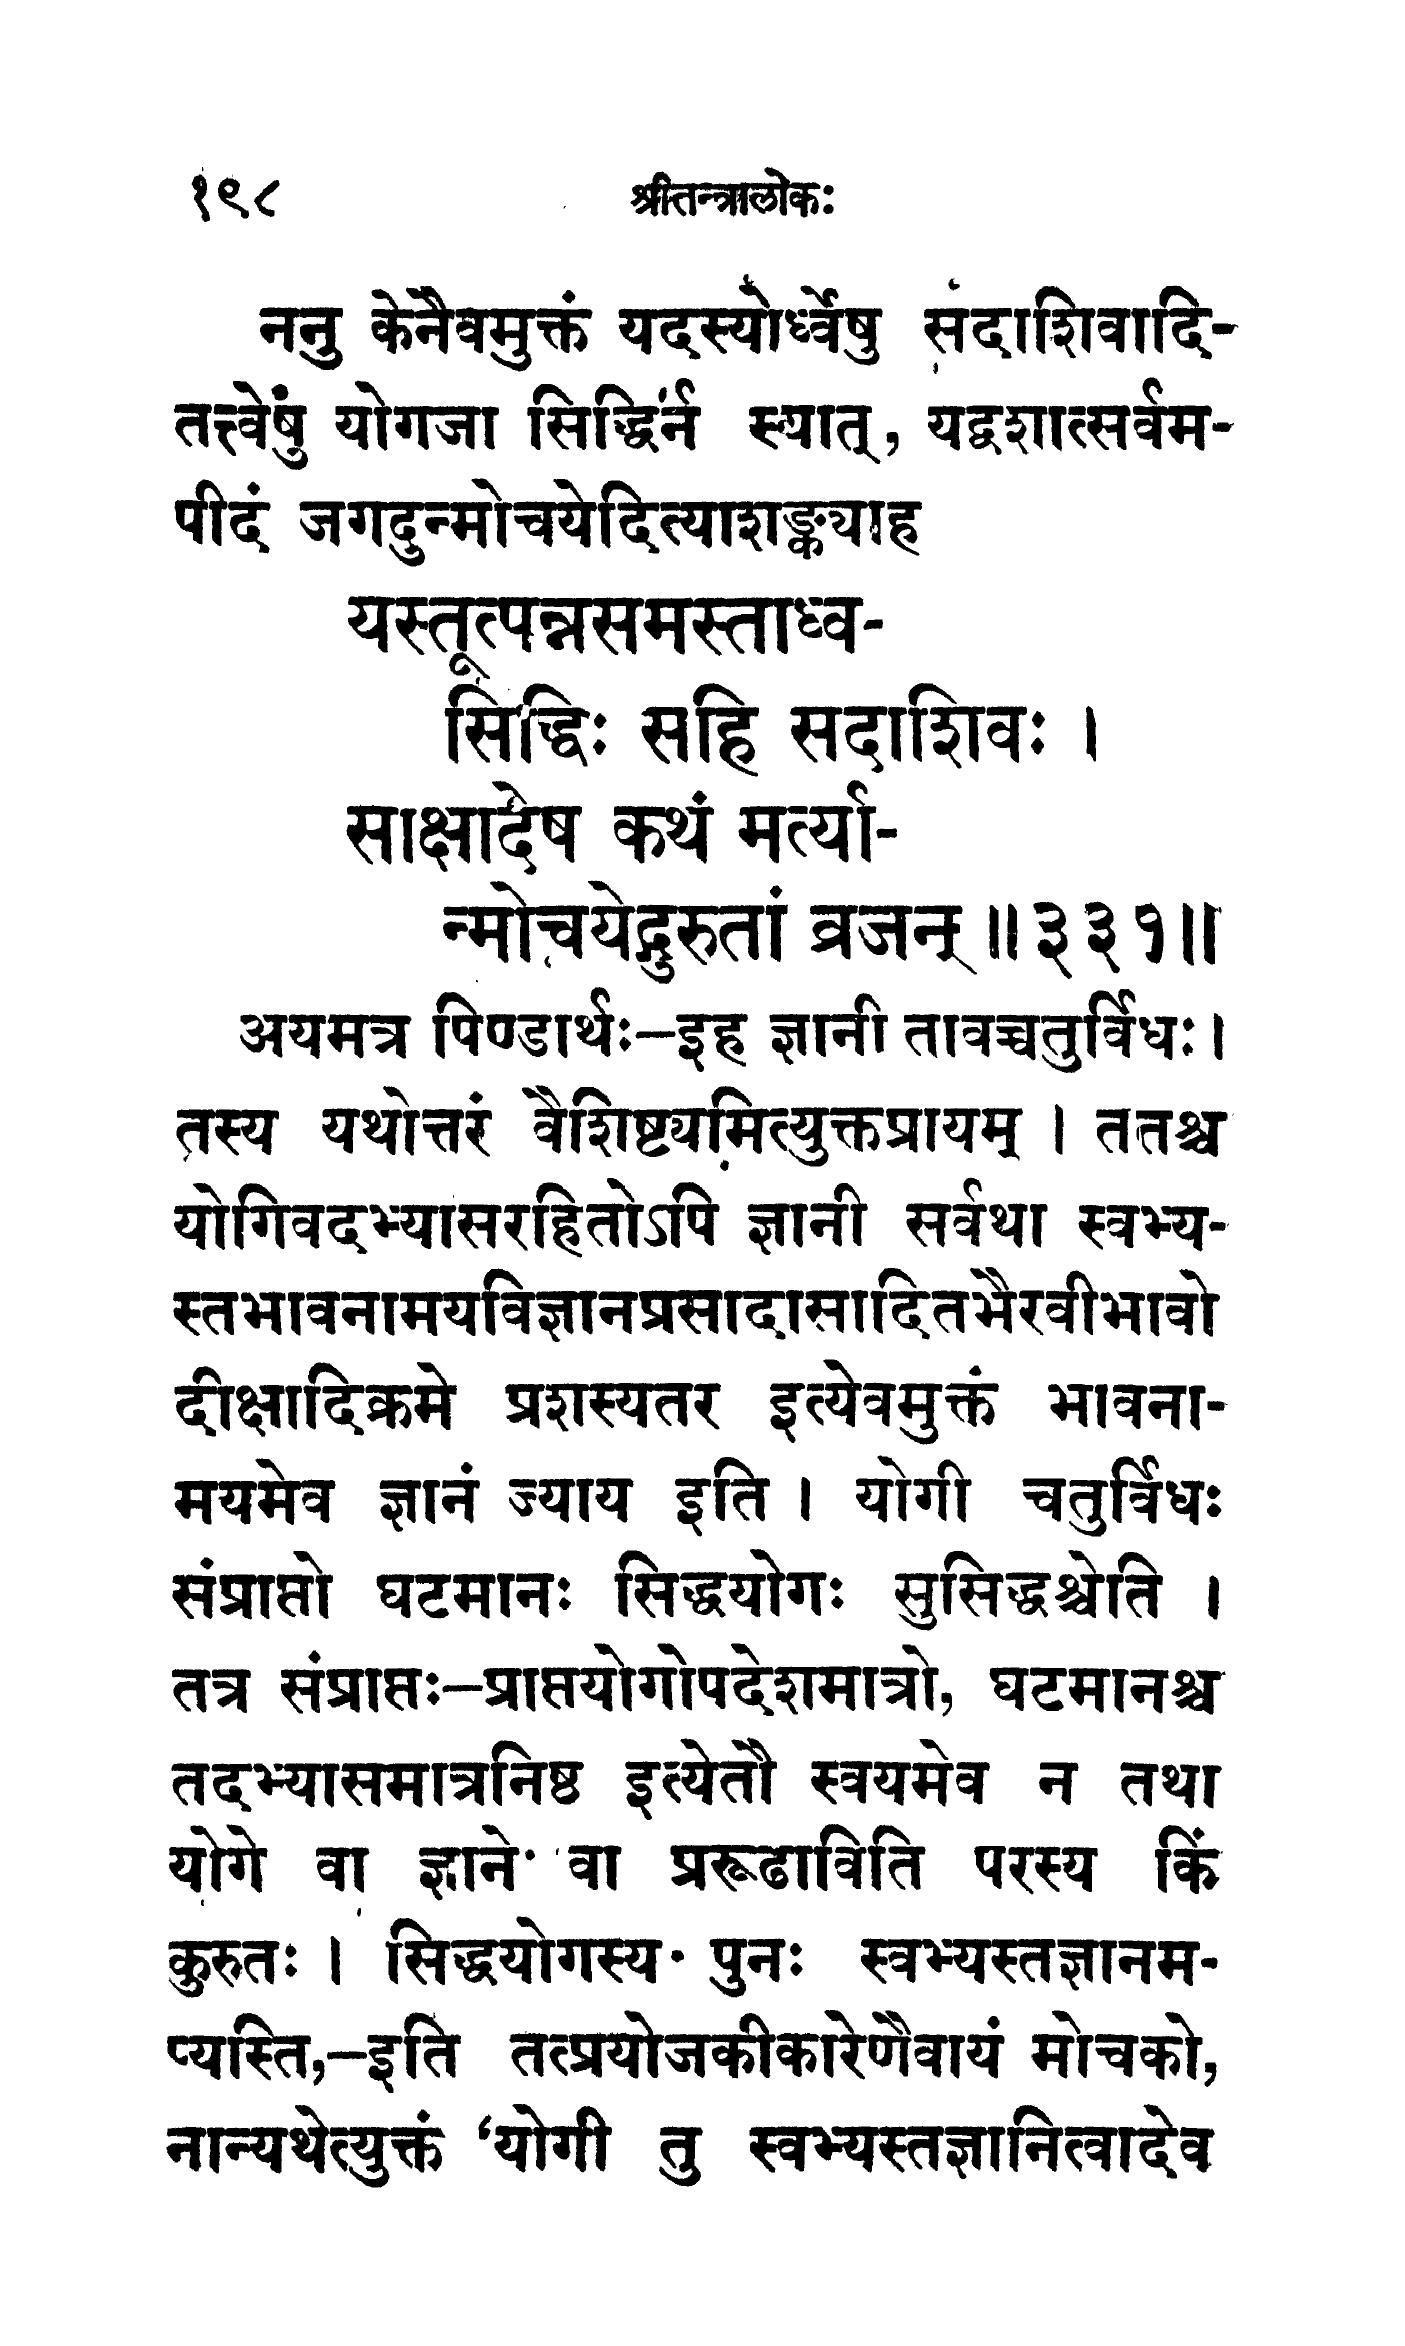 १९८ श्रीतन्त्रालोकः
ननु केनैवमुक्तं यदस्योर्ध्वेषु सदाशिवादि-
तत्त्वेषु योगजा सिद्धिर्न स्यात्, यद्वशात्सर्वम-
पीदं जगदुन्मोचयेदित्याशङ्क्याह
यस्तूत्पन्नसमस्ताध्व-
सिद्धिः सहि सदाशिवः ।
साक्षादेष कथं मर्त्या-
न्मोचयेद्गुरुतां व्रजन् ॥३३१॥
अयमत्र पिण्डार्थः—इह ज्ञानी तावच्चतुर्विधः।
तस्य यथोत्तरं वैशिष्ट्यमित्युक्तप्रायम् । ततश्च
योगिवदभ्यासरहितोऽपि ज्ञानी सर्वथा स्वभ्य-
स्तभावनामयविज्ञानप्रसादासादितभैरवीभावो
दीक्षादिक्रमे प्रशस्यतर इत्येवमुक्तं भावना-
मयमेव ज्ञानं ज्याय इति । योगी चतुर्विधः
संप्राप्तो घटमानः सिद्धयोगः सुसिद्धश्चेति ।
तत्र संप्राप्तः—प्राप्तयोगोपदेशमात्रो, घटमानश्च
तदभ्यासमात्रनिष्ठ इत्येतौ स्वयमेव न तथा
योगे वा ज्ञाने वा प्ररूढाविति परस्य किं
कुरुतः । सिद्धयोगस्य पुनः स्वभ्यस्तज्ञानम-
प्यस्ति,—इति तत्प्रयोजकीकारेणैवायं मोचको,
नान्यथेत्युक्तं ‘योगी तु स्वभ्यस्तज्ञानित्वादेव